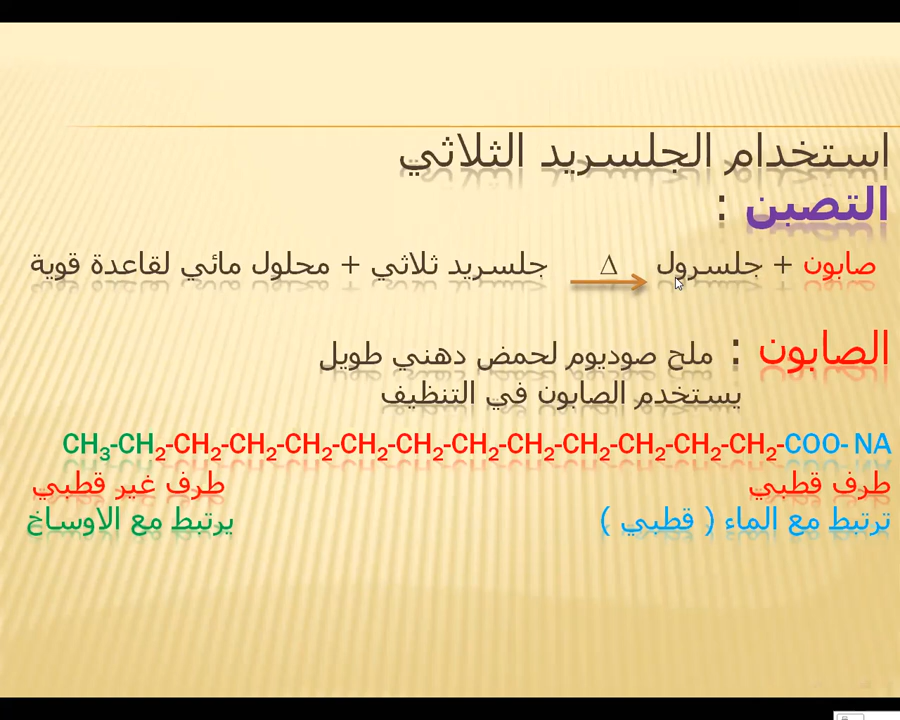 استخدام الجلسريد الثلاثي
التصبن :
جلسريد ثلاثي + محلول مائي لقاعدة قوية Δ جلسرول + صابون
الصابون : ملح صوديوم لحمض دهني طويل
يستخدم الصابون في التنظيف
CH₃-CH₂-CH₂-CH₂-CH₂-CH₂-CH₂-CH₂-CH₂-CH₂-CH₂-CH₂-CH₂-COO- NA
طرف قطبي طرف غير قطبي
ترتبط مع الماء ( قطبي ) يرتبط مع الاوساخ